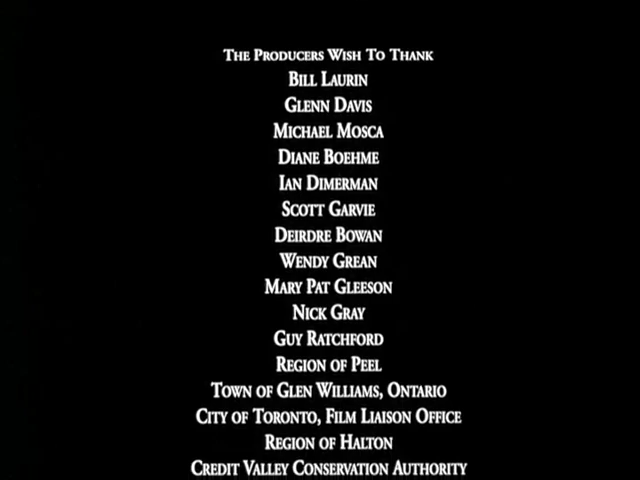 The Producers Wish To Thank
Bill Laurin
Glenn Davis
Michael Mosca
Diane Boehme
Ian Dimerman
Scott Garvie
Deirdre Bowan
Wendy Grean
Mary Pat Gleeson
Nick Gray
Guy Ratchford
Region of Peel
Town of Glen Williams, Ontario
City of Toronto, Film Liaison Office
Region of Halton
Credit Valley Conservation Authority